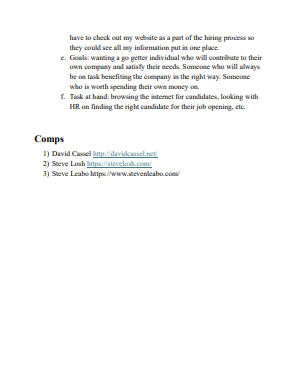 have to check out my website as a part of the hiring process so
they could see all my information put in one place.
e. Goals: wanting a go getter individual who will contribute to their
own company and satisfy their needs. Someone who will always
be on task benefiting the company in the right way. Someone
who is worth spending their own money on.
f. Task at hand: browsing the internet for candidates, looking with
HR on finding the right candidate for their job opening, etc.
Comps
1) David Cassel http://davidcassel.net/
2) Steve Losh https://stevelosh.com/
3) Steve Leabo https://www.stevenleabo.com/